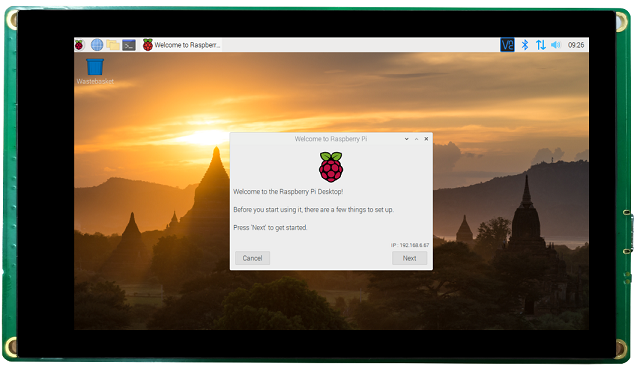 Welcome to Raspberr...
V2
09:26
Wastebasket
Welcome to Raspberry Pi
Welcome to the Raspberry Pi Desktop!
Before you start using it, there are a few things to set up.
Press 'Next' to get started.
IP : 192.168.6.67
Cancel
Next